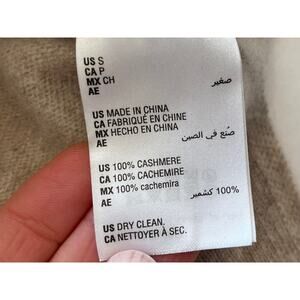 US S
CA P
MX CH
AE صغير
US MADE IN CHINA
CA FABRIQUÉ EN CHINE
MX HECHO EN CHINA
AE صنع في الصين
US 100% CASHMERE
CA 100% CACHEMIRE
MX 100% cachemira
AE 100% كشمير
US DRY CLEAN.
CA NETTOYER À SEC.